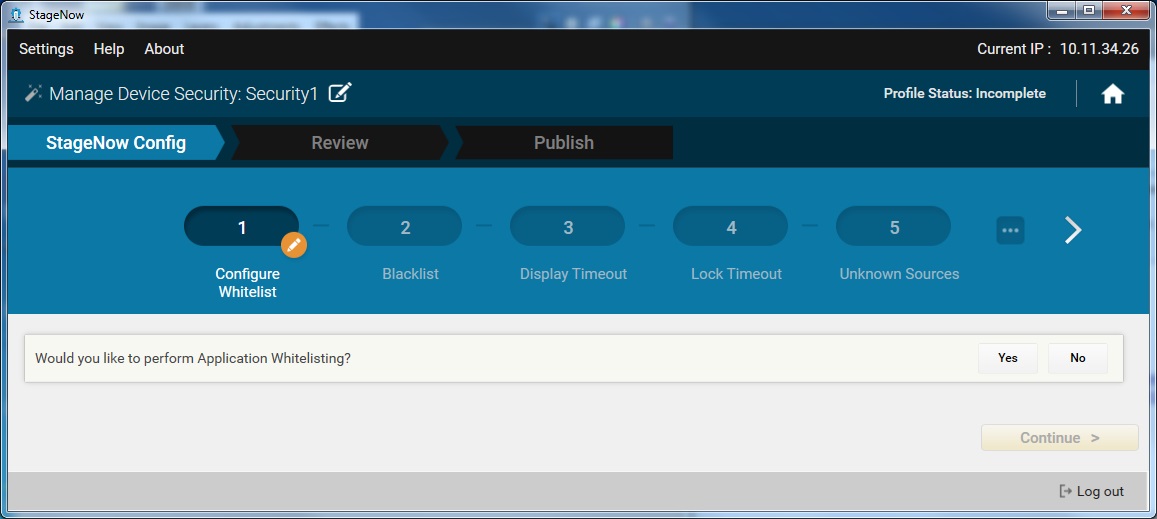 StageNow
Settings Help About Current IP : 10.11.34.26
Manage Device Security: Security1 Profile Status: Incomplete
StageNow Config Review Publish
1 2 3 4 5 •••
Configure Whitelist Blacklist Display Timeout Lock Timeout Unknown Sources
Would you like to perform Application Whitelisting? Yes No
Continue >
Log out